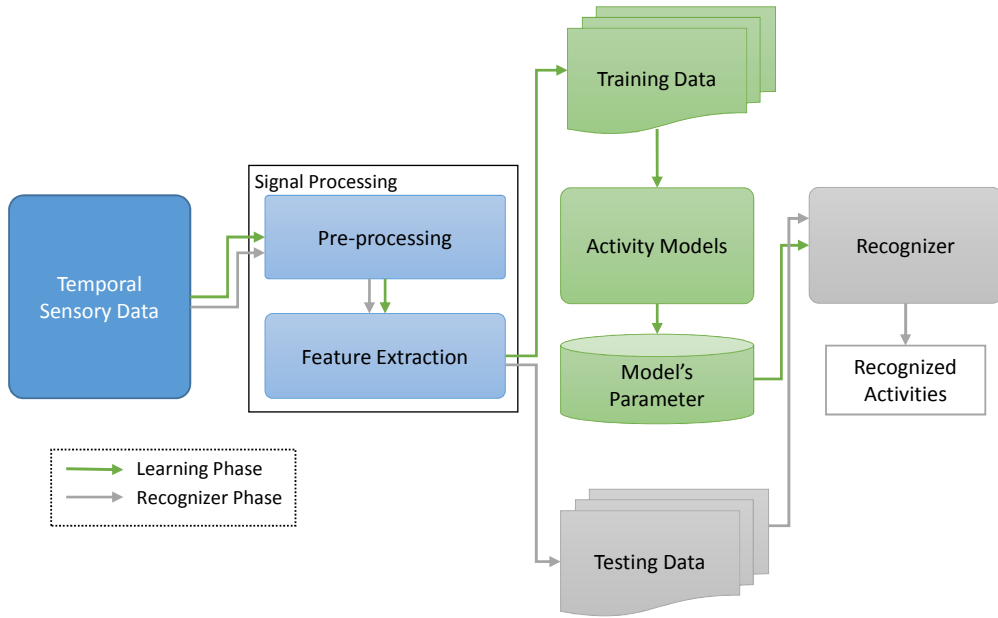 Training Data
Signal Processing
Pre-processing
Temporal
Sensory Data
Feature Extraction
Activity Models
Model's
Parameter
Recognizer
Recognized
Activities
Learning Phase
Recognizer Phase
Testing Data